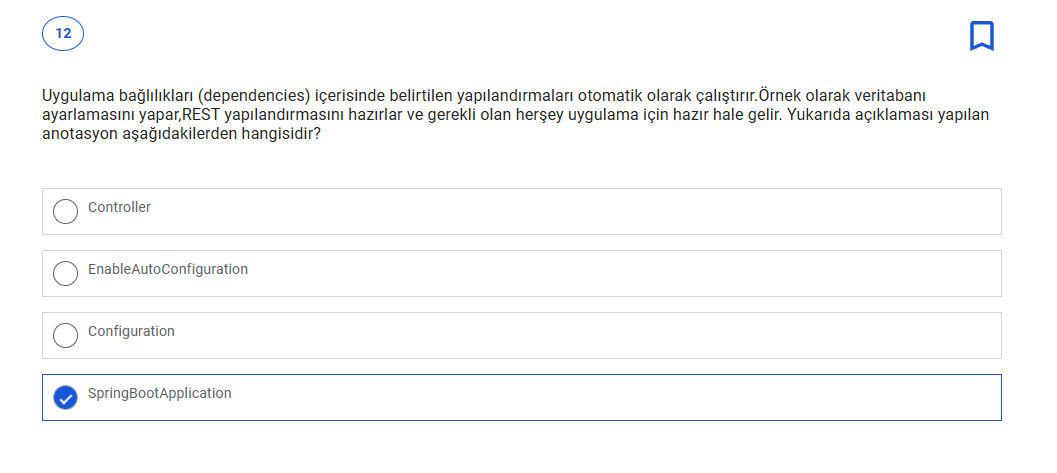 12
Uygulama bağlılıkları (dependencies) içerisinde belirtilen yapılandırmaları otomatik olarak çalıştırır.Örnek olarak veritabanı
ayarlamasını yapar,REST yapılandırmasını hazırlar ve gerekli olan herşey uygulama için hazır hale gelir. Yukarıda açıklaması yapılan
anotasyon aşağıdakilerden hangisidir?
Controller
EnableAutoConfiguration
Configuration
SpringBootApplication